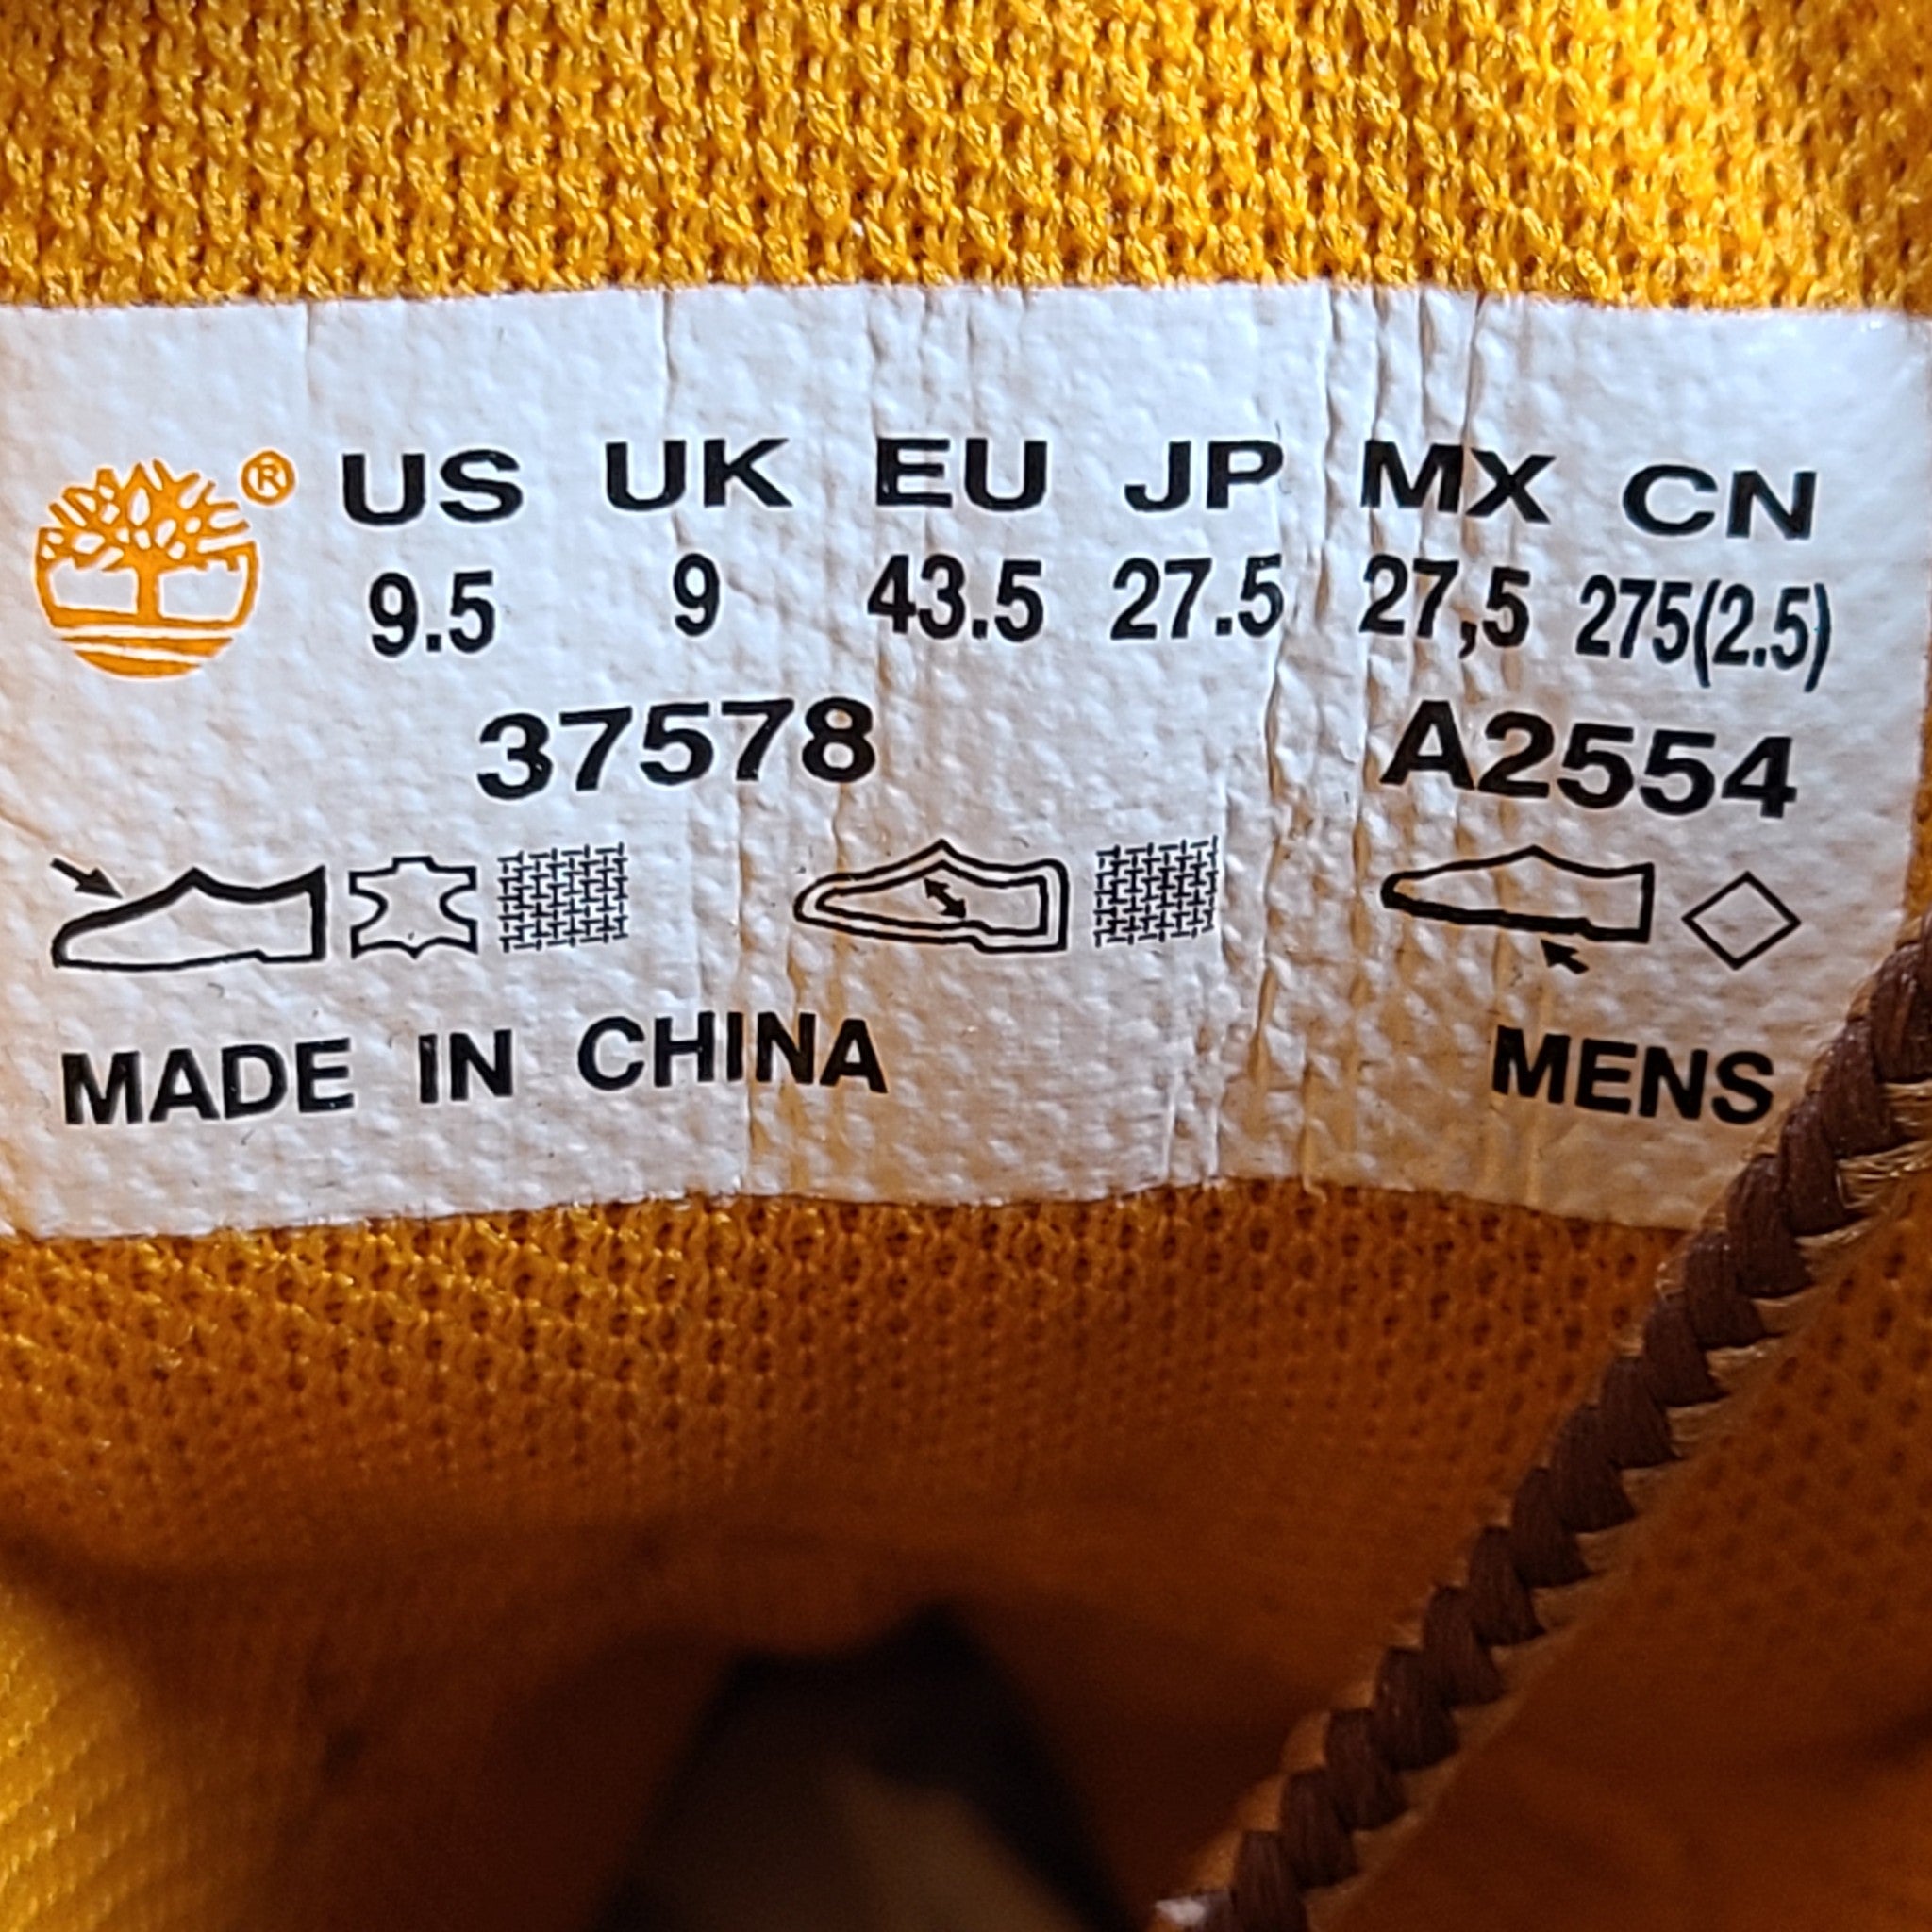 ® US UK EU JP MX CN
9.5 9 43.5 27.5 27,5 275(2.5)
37578 A2554
MADE IN CHINA MENS